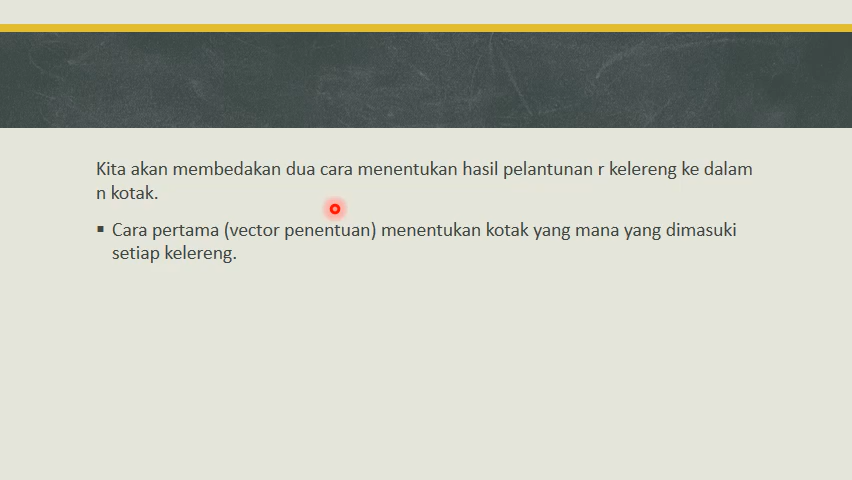 Kita akan membedakan dua cara menentukan hasil pelantunan r kelereng ke dalam
n kotak.
▪ Cara pertama (vector penentuan) menentukan kotak yang mana yang dimasuki
setiap kelereng.